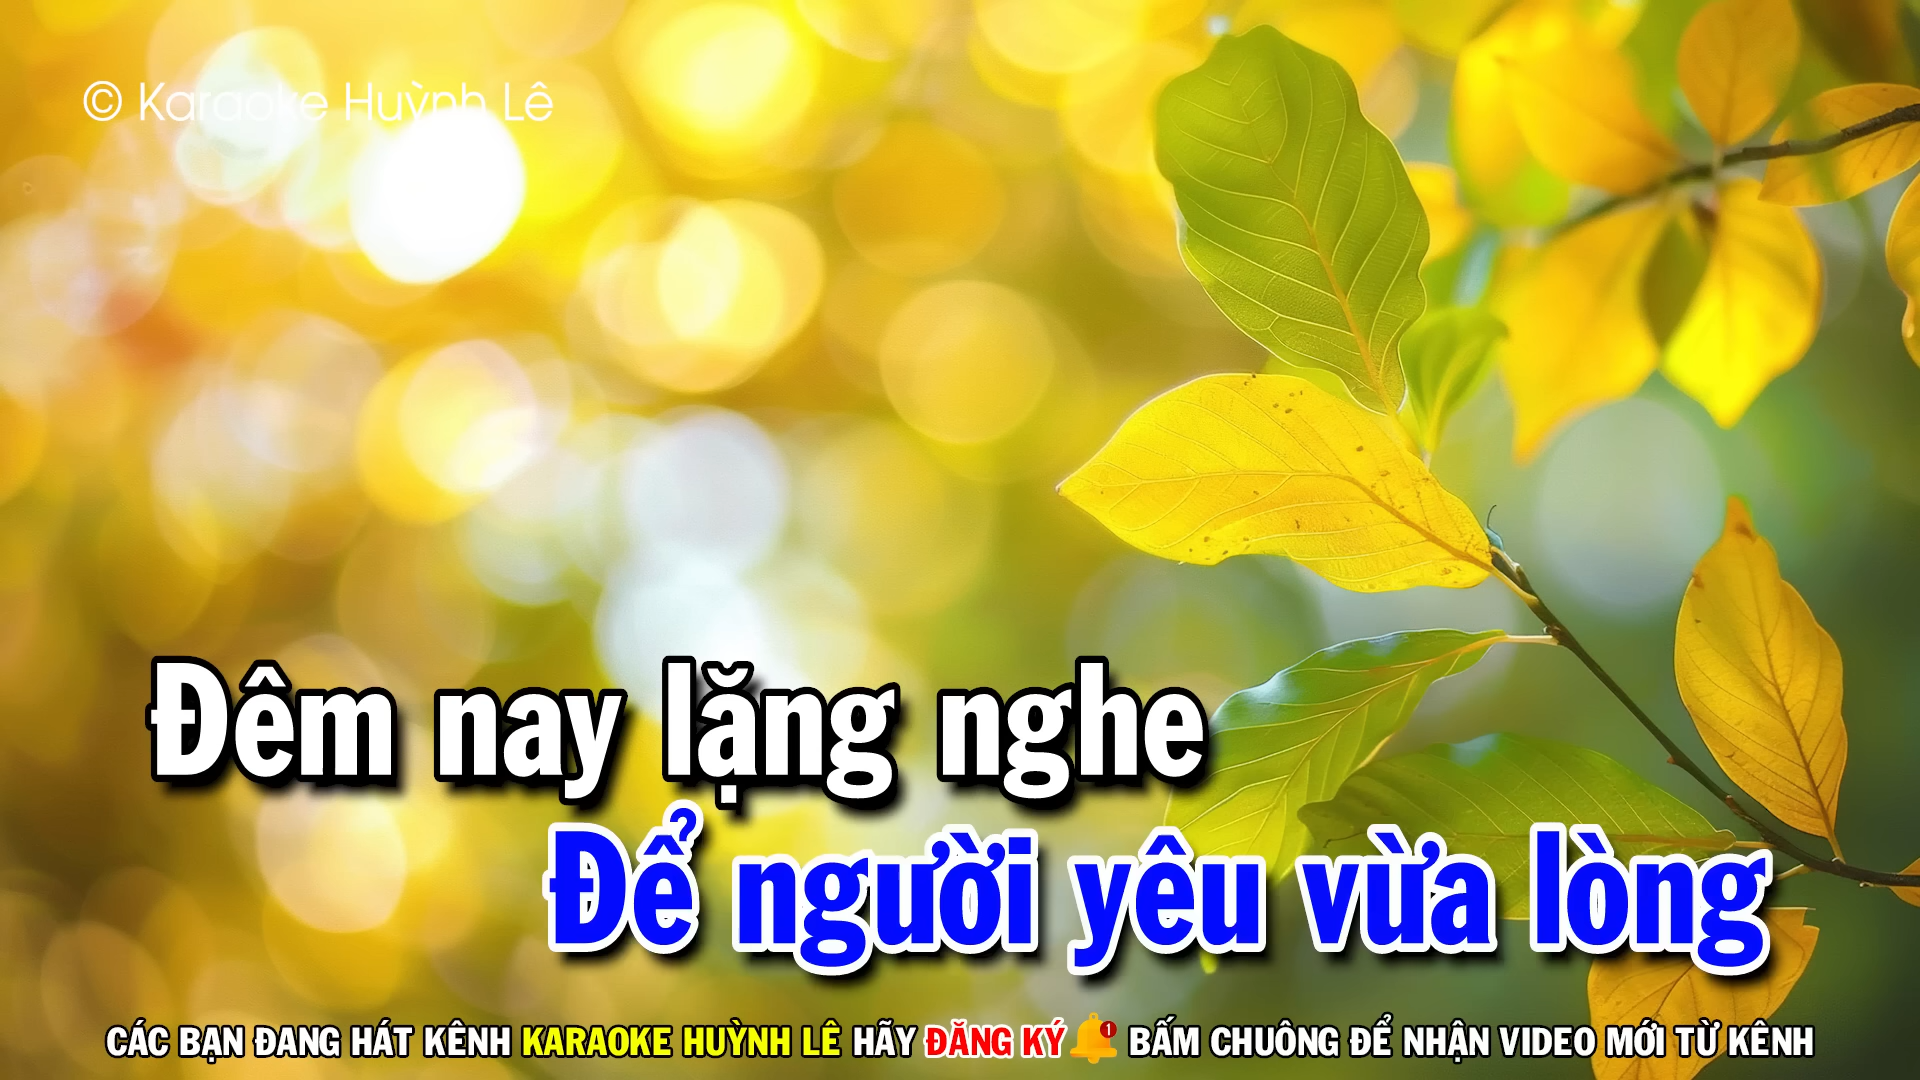 © Karaoke Huỳnh Lê
Đêm nay lặng nghe
Để người yêu vừa lòng
CÁC BẠN ĐANG HÁT KÊNH KARAOKE HUỲNH LÊ HÃY ĐĂNG KÝ 1 BẤM CHUÔNG ĐỂ NHẬN VIDEO MỚI TỪ KÊNH